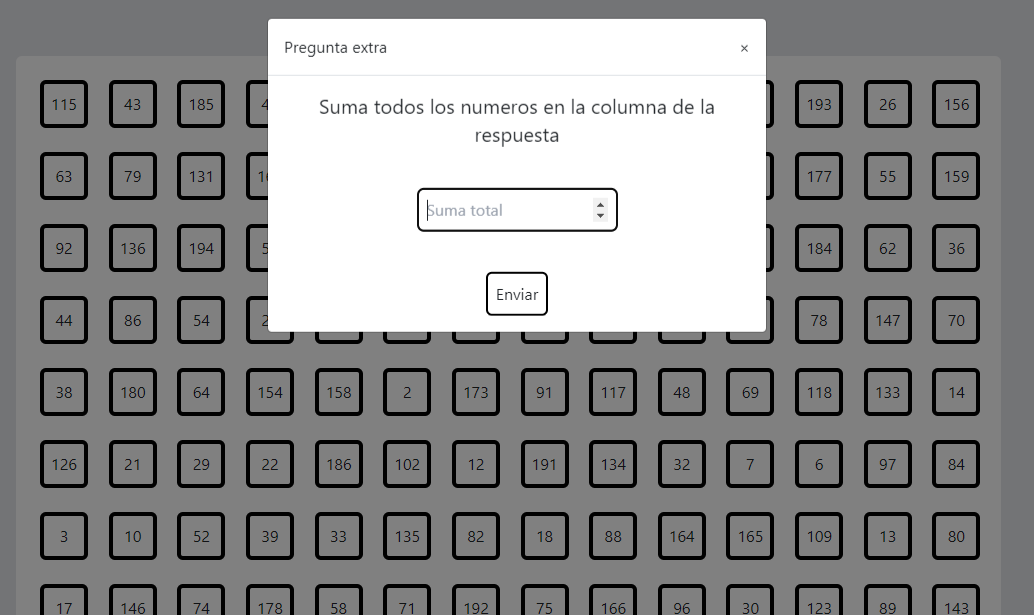 Pregunta extra ×
115 43 185 193 26 156
Suma todos los numeros en la columna de la
respuesta
63 79 131 177 55 159
Suma total
92 136 194 184 62 36
Enviar
44 86 54 78 147 70
38 180 64 154 158 2 173 91 117 48 69 118 133 14
126 21 29 22 186 102 12 191 134 32 7 6 97 84
3 10 52 39 33 135 82 18 88 164 165 109 13 80
17 146 74 178 58 71 192 75 166 96 30 123 89 143